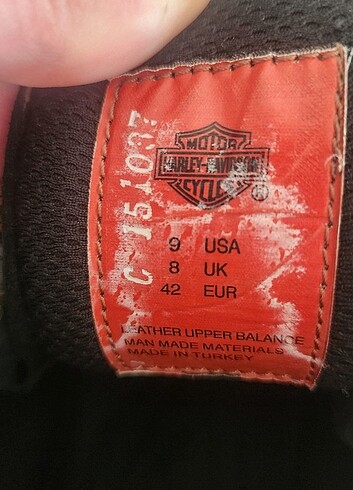 MOTOR
HARLEY-DAVIDSON
CYCLES
®
9 USA
8 UK
42 EUR
LEATHER UPPER BALANCE
MAN MADE MATERIALS
MADE IN TURKEY